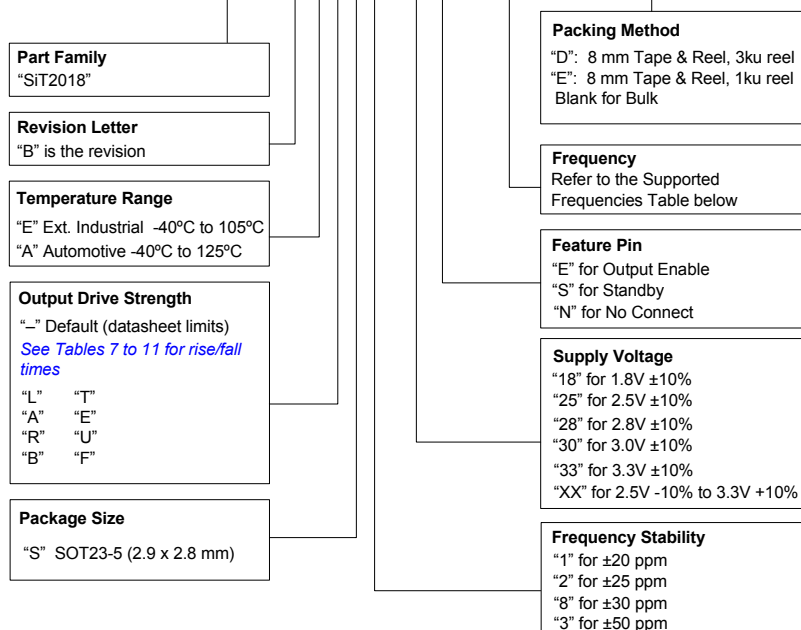 Part Family
“SiT2018”
Revision Letter
“B” is the revision
Temperature Range
“E” Ext. Industrial -40ºC to 105ºC
“A” Automotive -40ºC to 125ºC
Output Drive Strength
“–” Default (datasheet limits)
See Tables 7 to 11 for rise/fall
times
“L” “T”
“A” “E”
“R” “U”
“B” “F”
Package Size
“S” SOT23-5 (2.9 x 2.8 mm)
Packing Method
“D”: 8 mm Tape & Reel, 3ku reel
“E”: 8 mm Tape & Reel, 1ku reel
Blank for Bulk
Frequency
Refer to the Supported
Frequencies Table below
Feature Pin
“E” for Output Enable
“S” for Standby
“N” for No Connect
Supply Voltage
“18” for 1.8V ±10%
“25” for 2.5V ±10%
“28” for 2.8V ±10%
“30” for 3.0V ±10%
“33” for 3.3V ±10%
“XX” for 2.5V -10% to 3.3V +10%
Frequency Stability
“1” for ±20 ppm
“2” for ±25 ppm
“8” for ±30 ppm
“3” for ±50 ppm